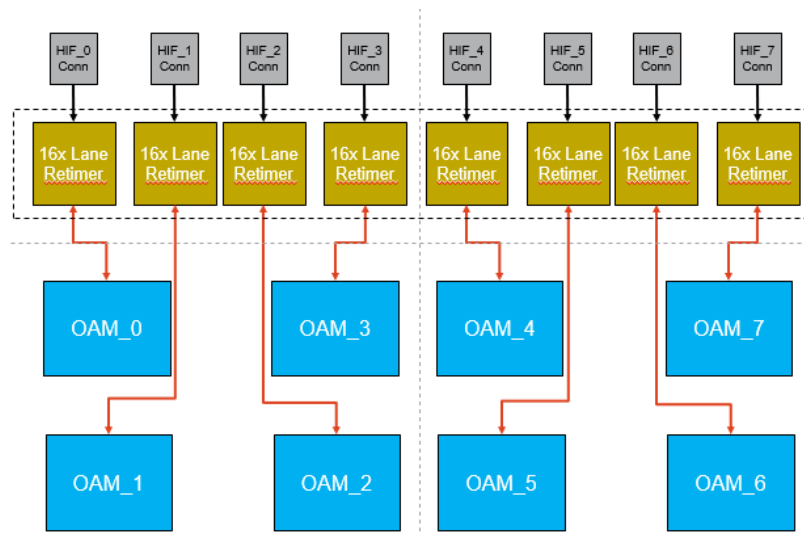 HIF_0
Conn
HIF_1
Conn
HIF_2
Conn
HIF_3
Conn
HIF_4
Conn
HIF_5
Conn
HIF_6
Conn
HIF_7
Conn
16x Lane
Retimer
16x Lane
Retimer
16x Lane
Retimer
16x Lane
Retimer
16x Lane
Retimer
16x Lane
Retimer
16x Lane
Retimer
16x Lane
Retimer
OAM_0
OAM_3
OAM_4
OAM_7
OAM_1
OAM_2
OAM_5
OAM_6